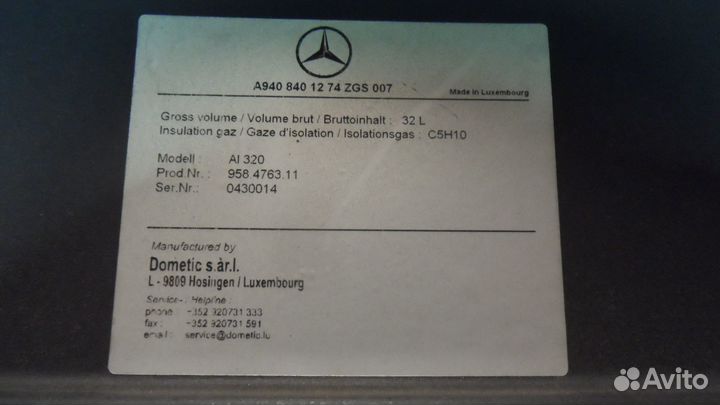 A940 840 12 74 ZGS 007
Made in Luxembourg
Gross volume / Volume brut / Bruttoinhalt : 32 L
Insulation gaz / Gaze d'isolation / Isolationsgas : C5H10
Modell : AI 320
Prod.Nr. : 958 4763.11
Ser.Nr.: 0430014
Manufactured by
Dometic s.àr.l.
L - 9809 Hosingen / Luxembourg
Service - Helpline :
phone : +352 920731 333
fax : +352 920731 591
email : service@dometic.lu
Avito